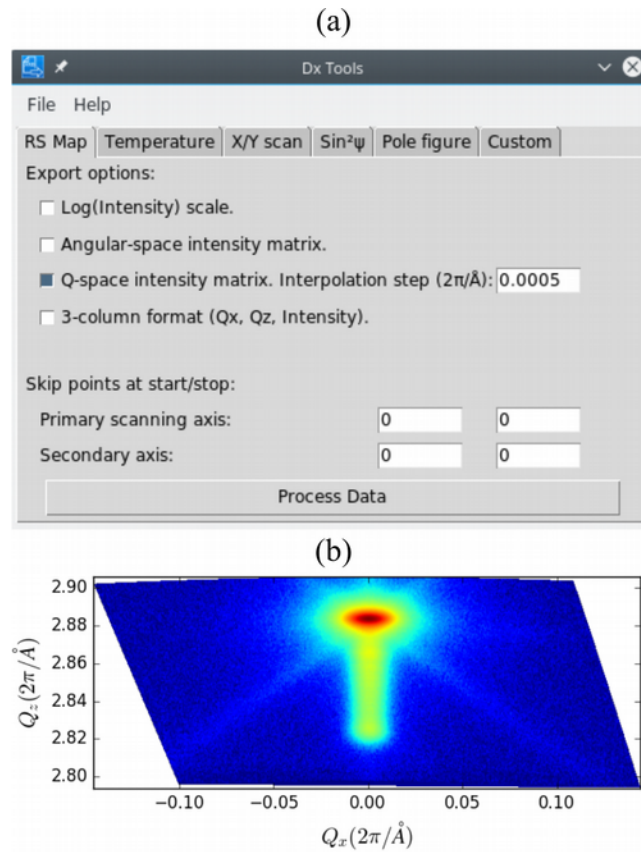 (a)
Dx Tools
File Help
RS Map Temperature X/Y scan Sin²ψ Pole figure Custom
Export options:
Log(Intensity) scale.
Angular-space intensity matrix.
Q-space intensity matrix. Interpolation step (2π/Å): 0.0005
3-column format (Qx, Qz, Intensity).
Skip points at start/stop:
Primary scanning axis: 0 0
Secondary axis: 0 0
Process Data
(b)
2.90
2.88
2.86
2.84
2.82
2.80
Q_z(2π/Å)
−0.10 −0.05 0.00 0.05 0.10
Q_x(2π/Å)